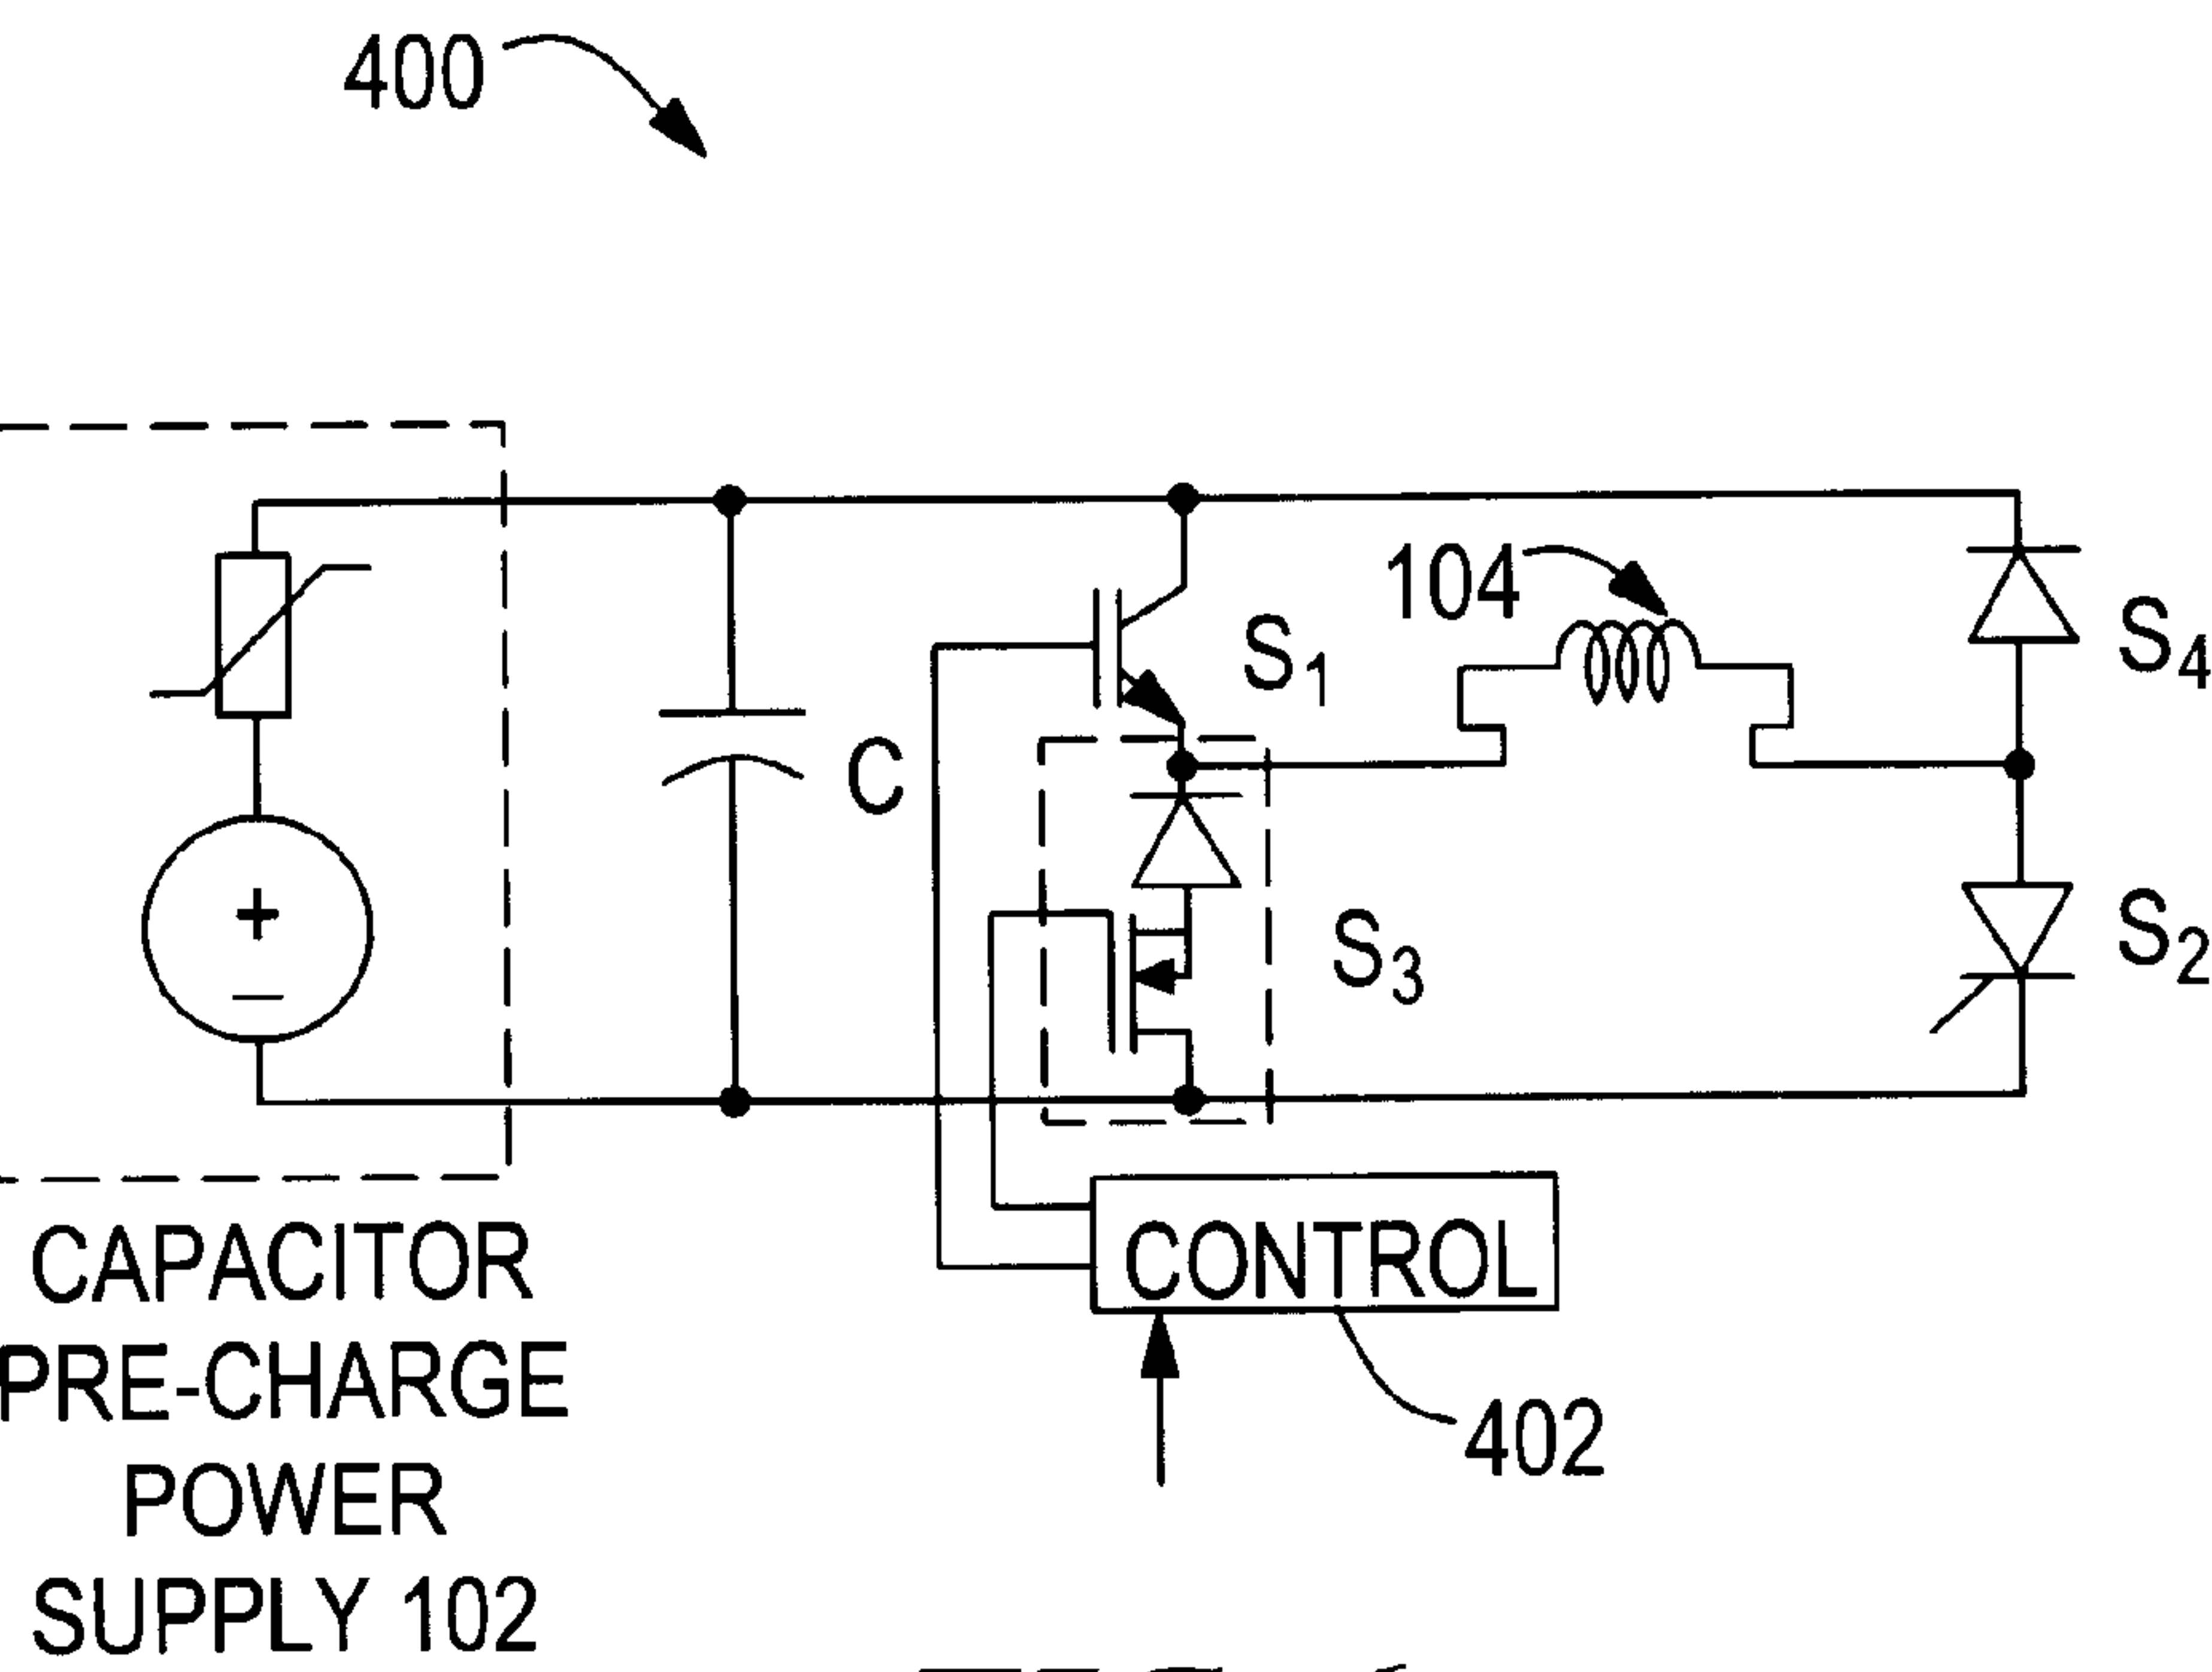 400
104
S1
S4
C
+
S3
S2
−
CONTROL
402
CAPACITOR
PRE-CHARGE
POWER
SUPPLY 102